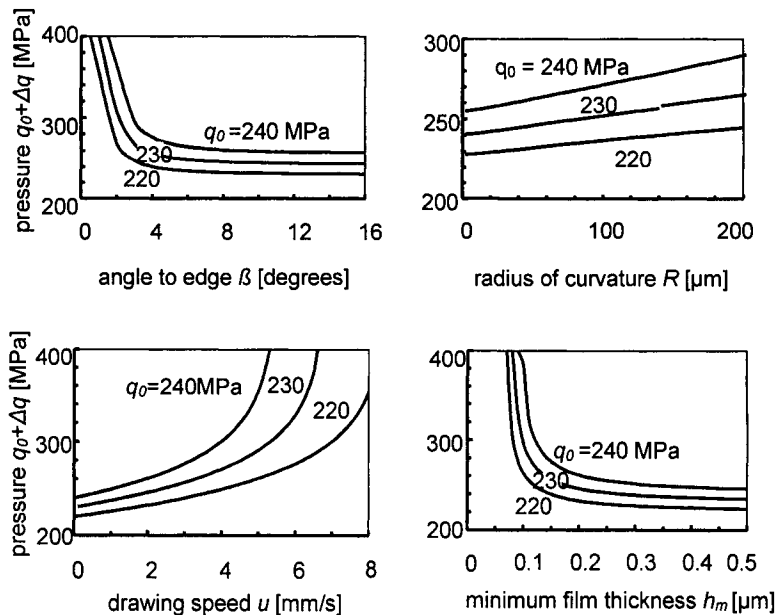 pressure q₀+Δq [MPa]
400
300
200
q₀=240 MPa
230
220
0 4 8 12 16
angle to edge ß [degrees]
300
250
200
q₀ = 240 MPa
230
220
0 100 200
radius of curvature R [µm]
pressure q₀+Δq [MPa]
400
300
200
q₀=240MPa
230
220
0 2 4 6 8
drawing speed u [mm/s]
400
300
200
q₀=240 MPa
230
220
0 0.1 0.2 0.3 0.4 0.5
minimum film thickness hₘ [µm]